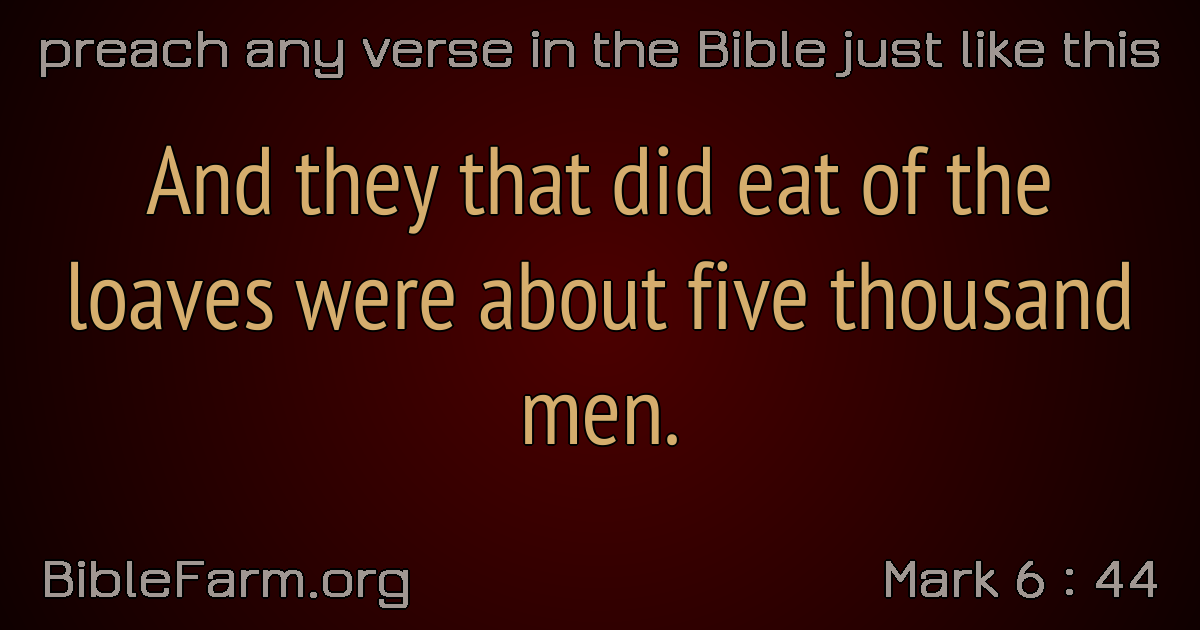 preach any verse in the Bible just like this
And they that did eat of the
loaves were about five thousand
men.
BibleFarm.org
Mark 6 : 44